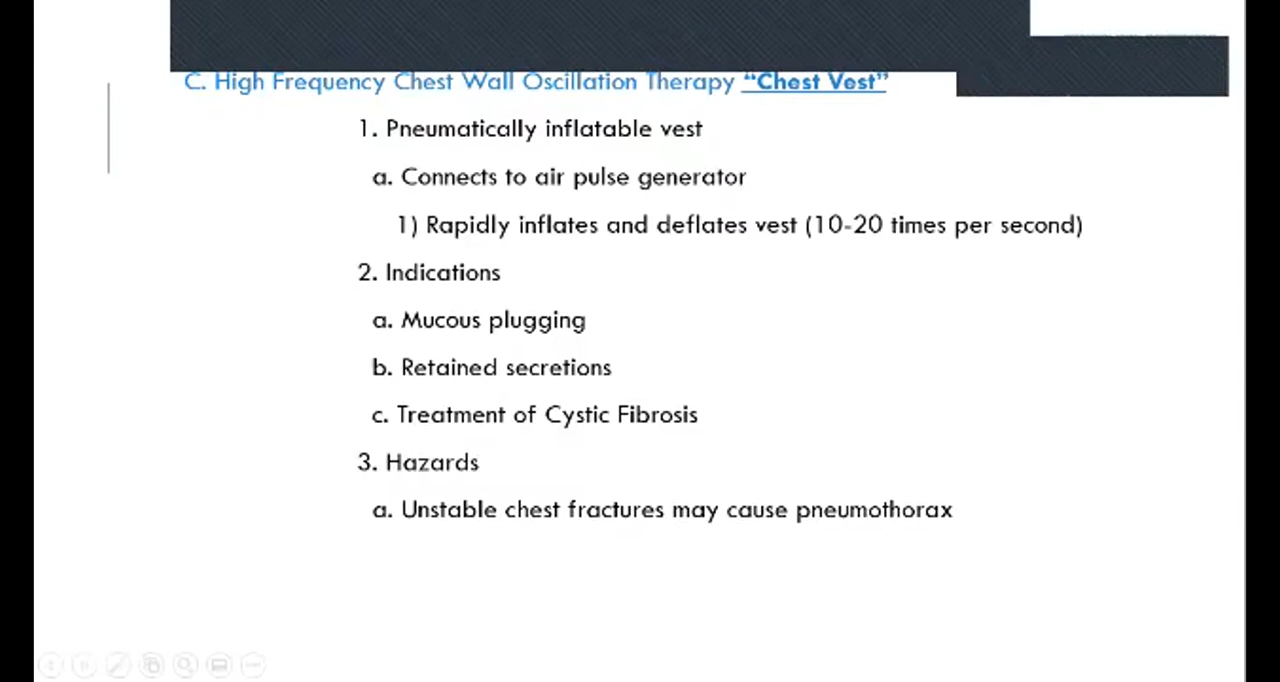 C. High Frequency Chest Wall Oscillation Therapy “Chest Vest”
1. Pneumatically inflatable vest
a. Connects to air pulse generator
1) Rapidly inflates and deflates vest (10-20 times per second)
2. Indications
a. Mucous plugging
b. Retained secretions
c. Treatment of Cystic Fibrosis
3. Hazards
a. Unstable chest fractures may cause pneumothorax